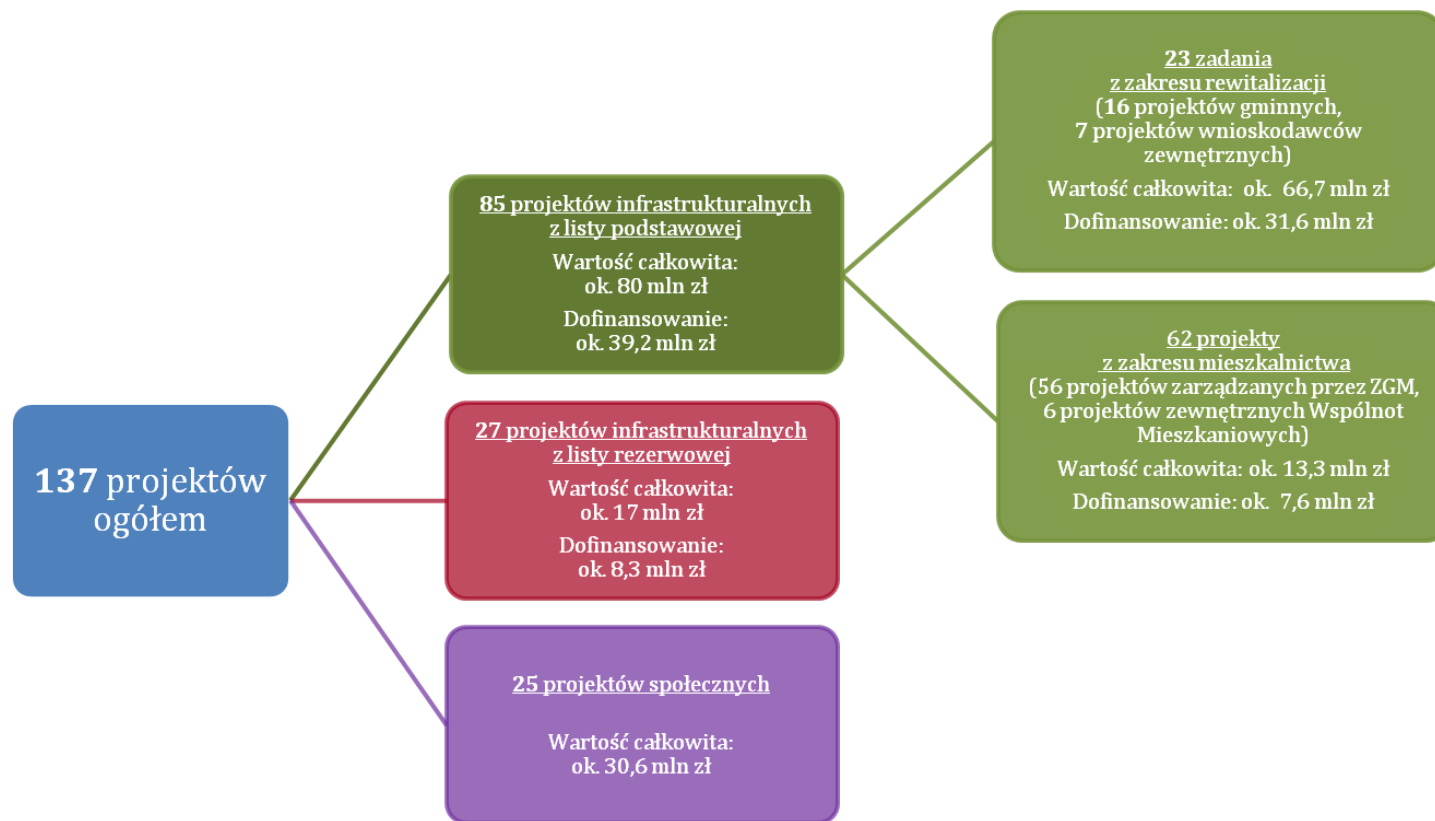 137 projektów
ogółem
85 projektów infrastrukturalnych
z listy podstawowej
Wartość całkowita:
ok. 80 mln zł
Dofinansowanie:
ok. 39,2 mln zł
27 projektów infrastrukturalnych
z listy rezerwowej
Wartość całkowita:
ok. 17 mln zł
Dofinansowanie:
ok. 8,3 mln zł
25 projektów społecznych
Wartość całkowita:
ok. 30,6 mln zł
23 zadania
z zakresu rewitalizacji
(16 projektów gminnych,
7 projektów wnioskodawców
zewnętrznych)
Wartość całkowita: ok. 66,7 mln zł
Dofinansowanie: ok. 31,6 mln zł
62 projekty
z zakresu mieszkalnictwa
(56 projektów zarządzanych przez ZGM,
6 projektów zewnętrznych Wspólnot
Mieszkaniowych)
Wartość całkowita: ok. 13,3 mln zł
Dofinansowanie: ok. 7,6 mln zł